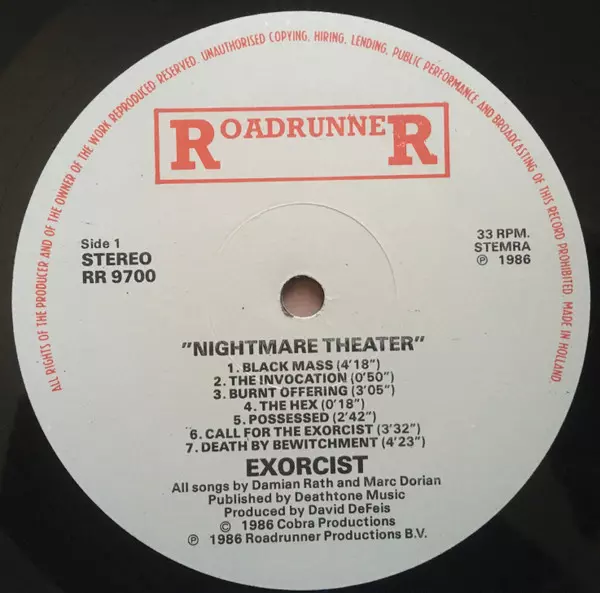 ALL RIGHTS OF THE PRODUCER AND OF THE OWNER OF THE WORK REPRODUCED RESERVED. UNAUTHORISED COPYING, HIRING, LENDING, PUBLIC PERFORMANCE AND BROADCASTING OF THIS RECORD PROHIBITED. MADE IN HOLLAND
ROADRUNNER
Side 1
STEREO
RR 9700
33 RPM.
STEMRA
℗ 1986
"NIGHTMARE THEATER"
1. BLACK MASS (4'18")
2. THE INVOCATION (0'50")
3. BURNT OFFERING (3'05")
4. THE HEX (0'18")
5. POSSESSED (2'42")
6. CALL FOR THE EXORCIST (3'32")
7. DEATH BY BEWITCHMENT (4'23")
EXORCIST
All songs by Damian Rath and Marc Dorian
Published by Deathtone Music
Produced by David DeFeis
© 1986 Cobra Productions
℗ 1986 Roadrunner Productions B.V.